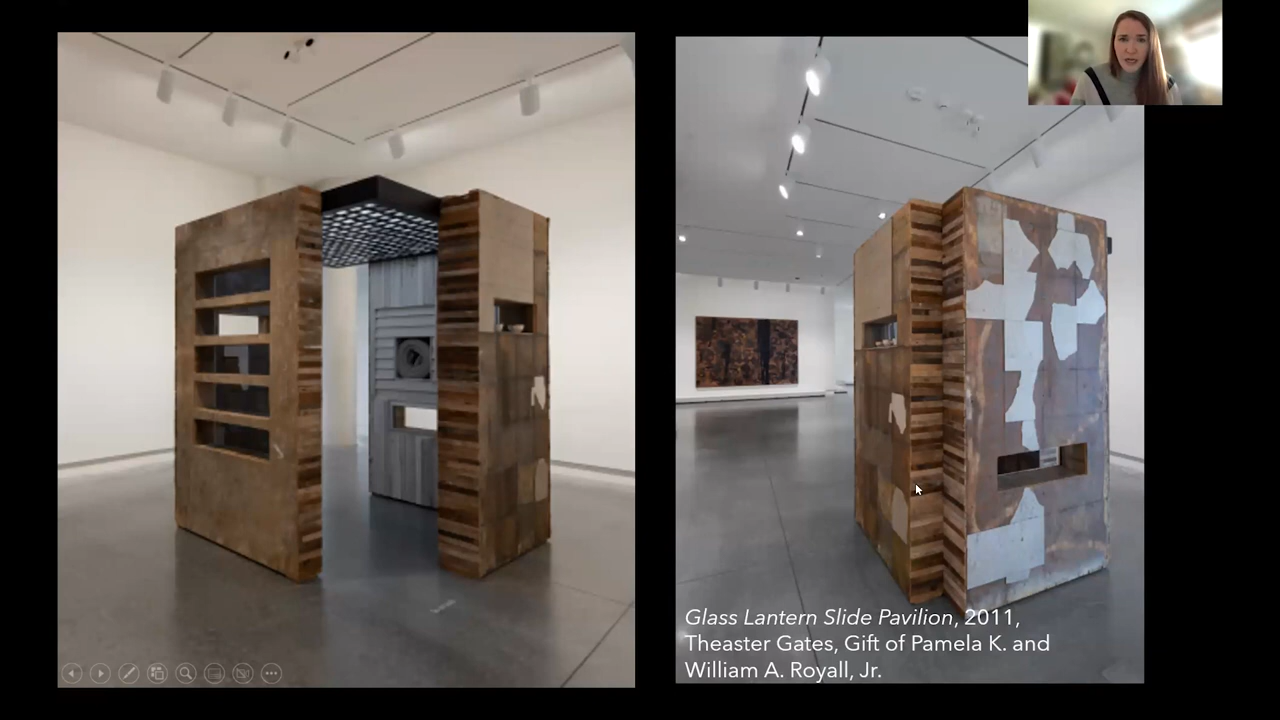 Glass Lantern Slide Pavilion, 2011,
Theaster Gates, Gift of Pamela K. and
William A. Royall, Jr.